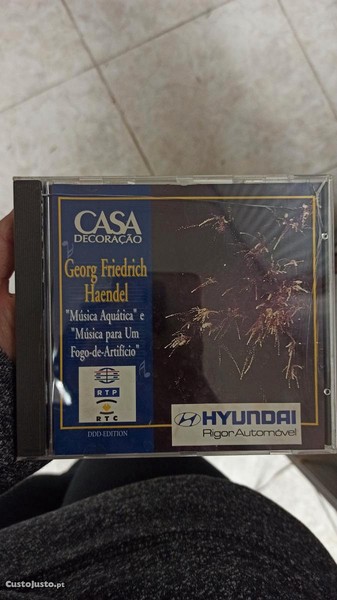 CASA
DECORAÇÃO
Georg Friedrich
Haendel
"Música Aquática" e
"Música para Um
Fogo-de-Artifício"
RTP
RTC
DDD-EDITION
HYUNDAI
Rigor Automóvel
CustoJusto.pt